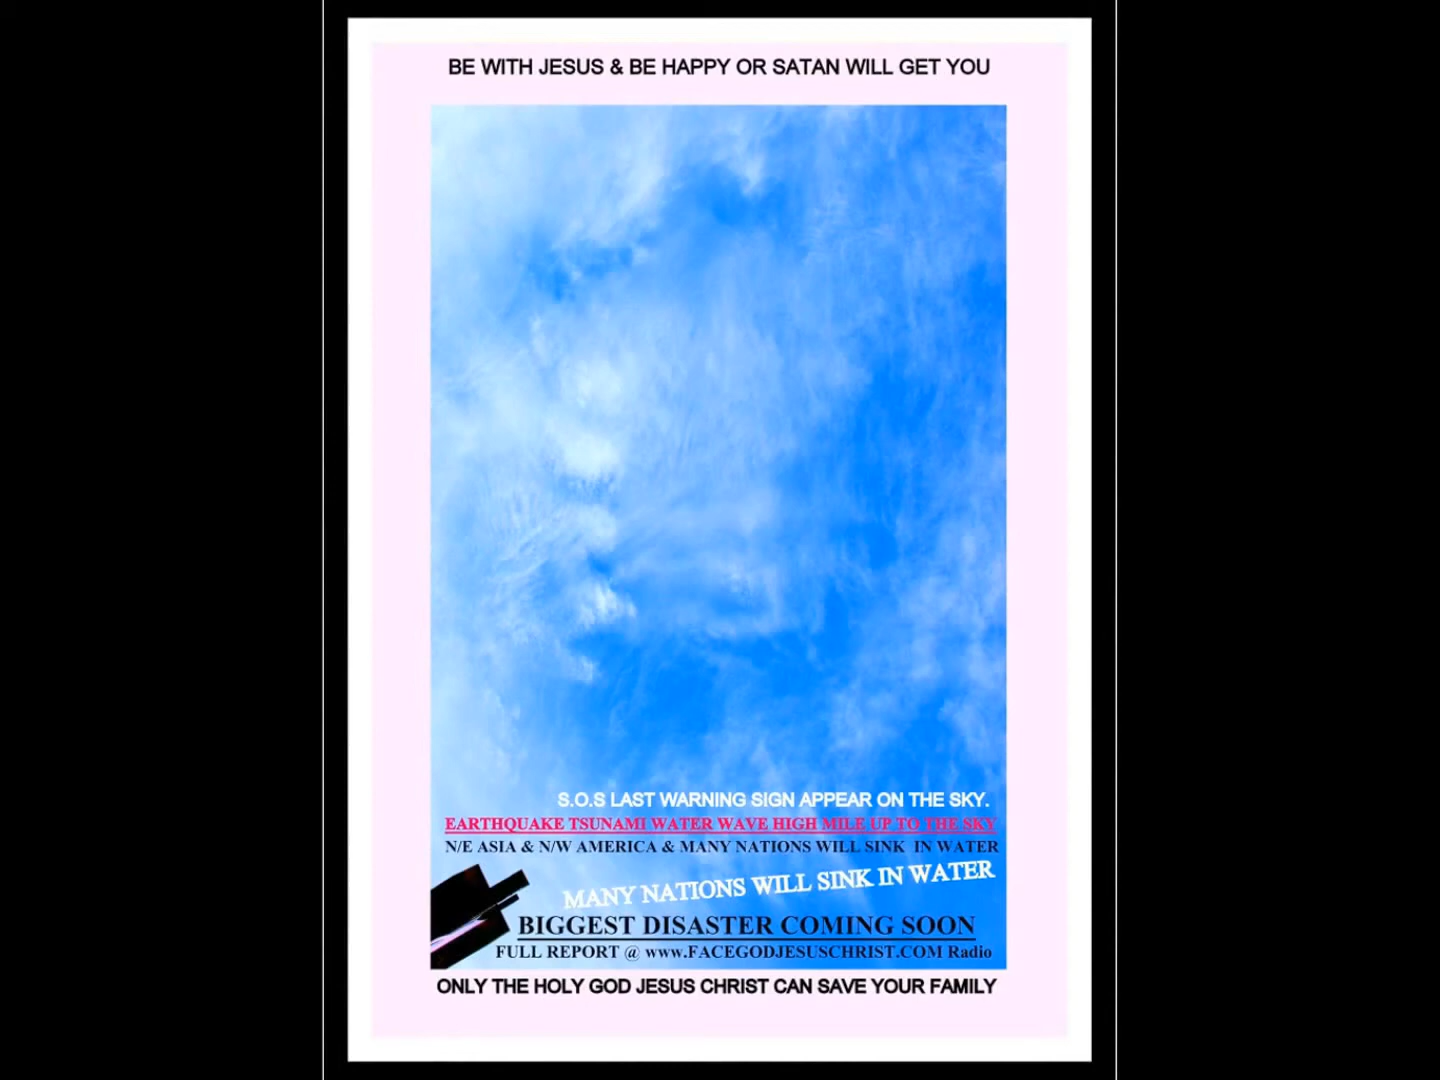 BE WITH JESUS & BE HAPPY OR SATAN WILL GET YOU
S.O.S LAST WARNING SIGN APPEAR ON THE SKY.
EARTHQUAKE TSUNAMI WATER WAVE HIGH MILE UP TO THE SKY
N/E ASIA & N/W AMERICA & MANY NATIONS WILL SINK IN WATER
MANY NATIONS WILL SINK IN WATER
BIGGEST DISASTER COMING SOON
FULL REPORT @ www.FACEGODJESUSCHRIST.COM Radio
ONLY THE HOLY GOD JESUS CHRIST CAN SAVE YOUR FAMILY